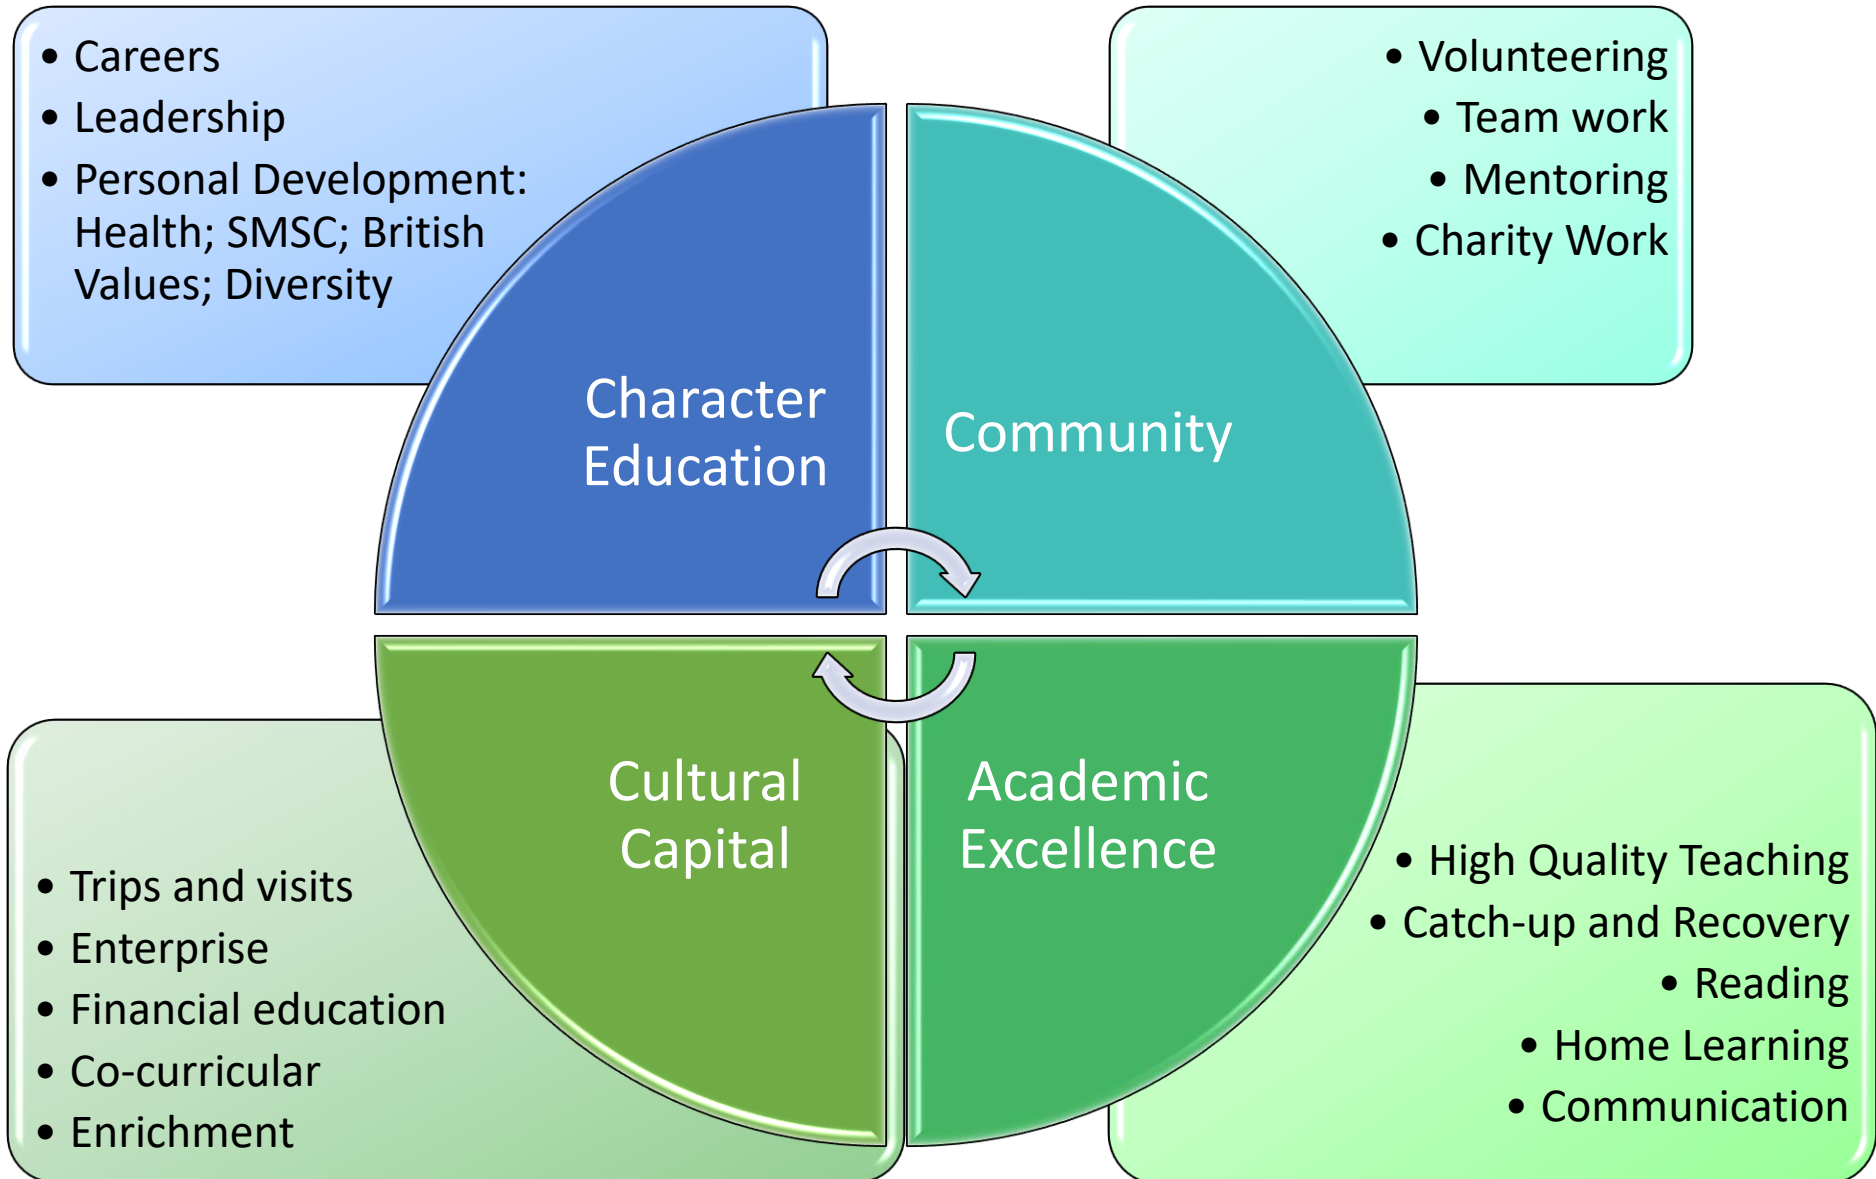 • Careers
• Leadership
• Personal Development:
Health; SMSC; British
Values; Diversity
• Volunteering
• Team work
• Mentoring
• Charity Work
Character
Education
Community
Cultural
Capital
Academic
Excellence
• Trips and visits
• Enterprise
• Financial education
• Co-curricular
• Enrichment
• High Quality Teaching
• Catch-up and Recovery
• Reading
• Home Learning
• Communication